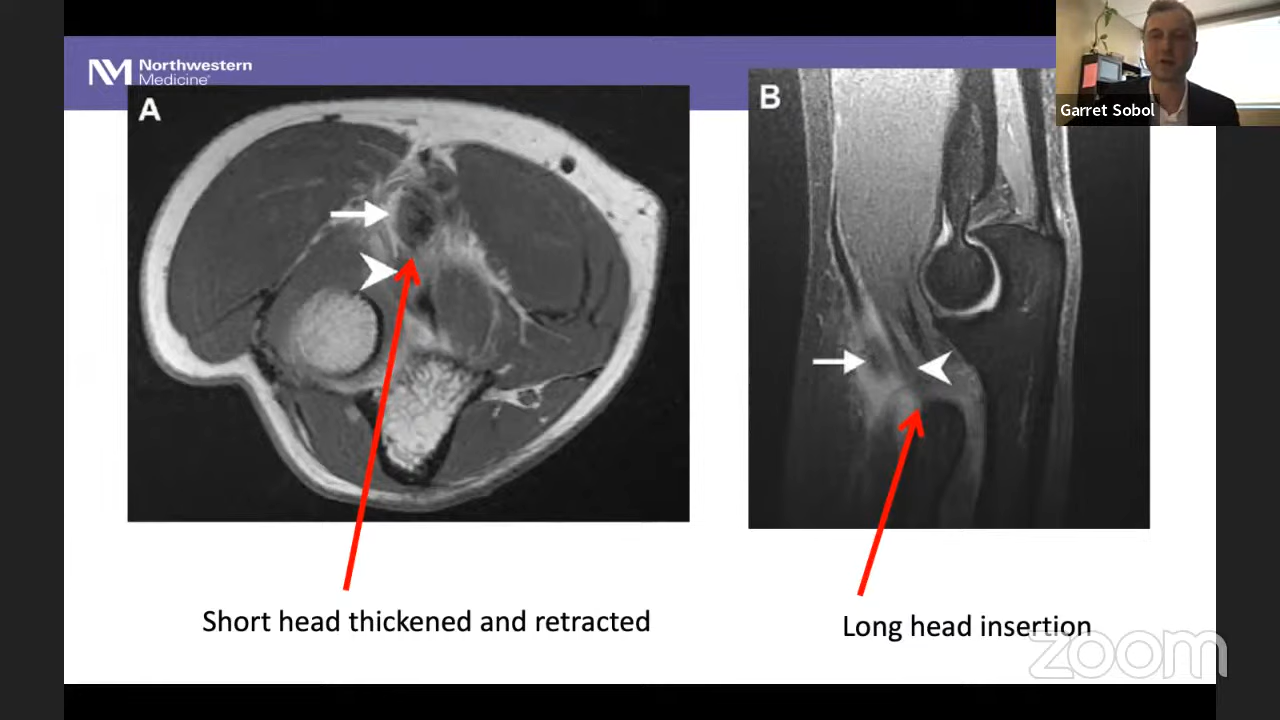 Northwestern
Medicine
A
B
Garret Sobol
Short head thickened and retracted
Long head insertion
zoom